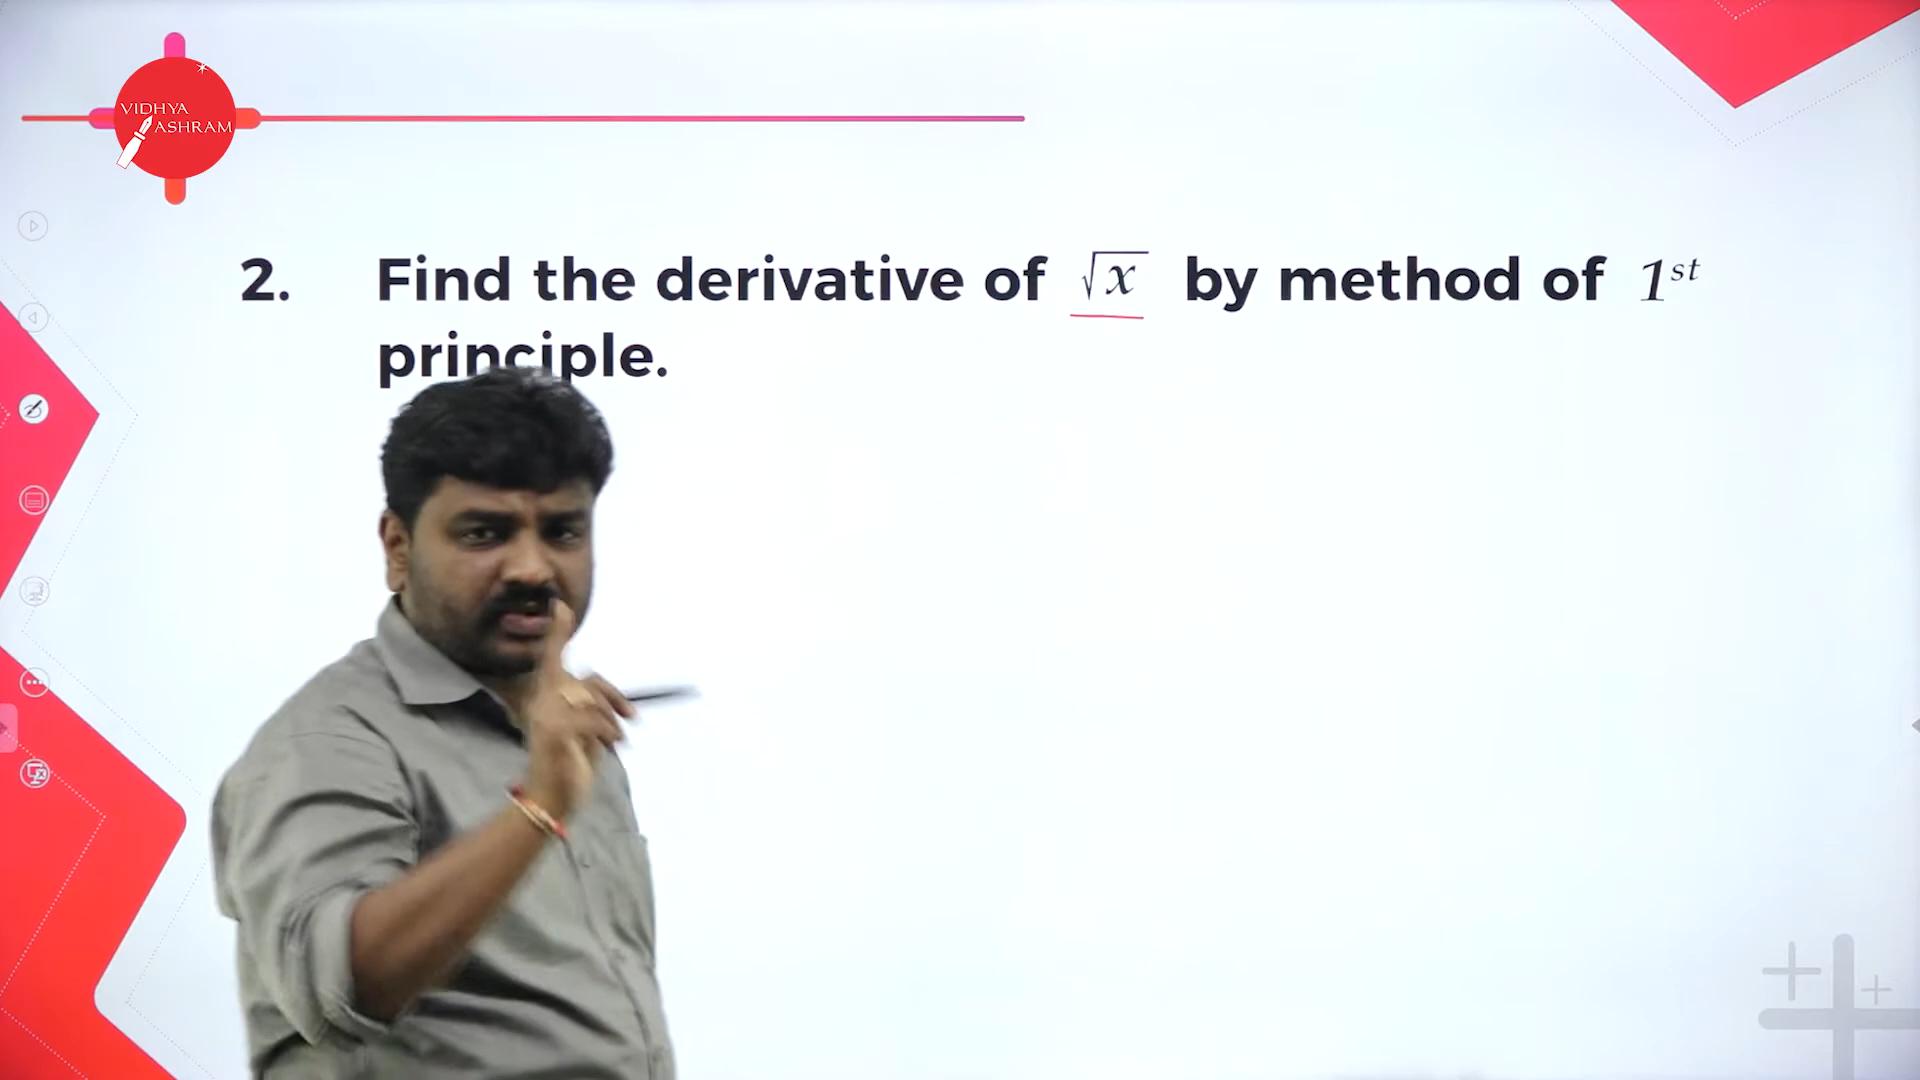 VIDHYA
ASHRAM
2. Find the derivative of √x by method of 1ˢᵗ
principle.